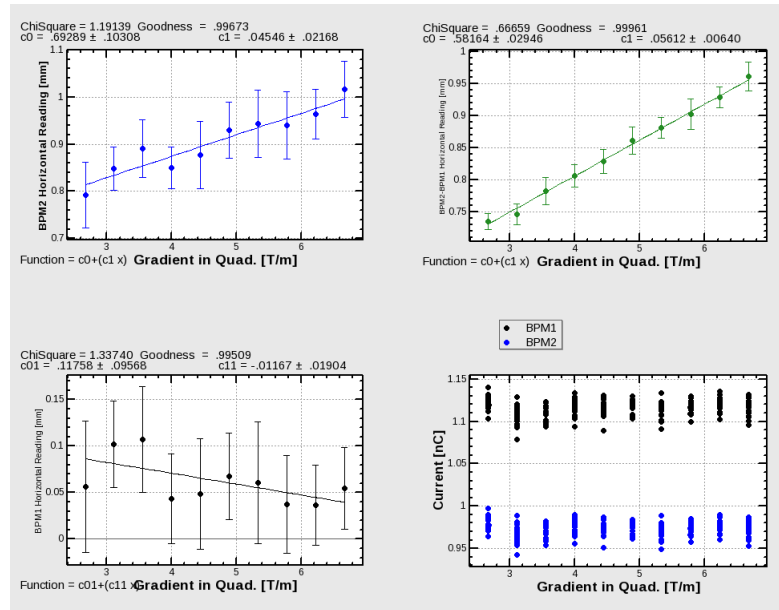 ChiSquare = 1.19139 Goodness = .99673
c0 = .69289 ± .10308 c1 = .04546 ± .02168
BPM2 Horizontal Reading [mm]
1.1
1
0.9
0.8
0.7
3 4 5 6
Function = c0+(c1 x) Gradient in Quad. [T/m]
ChiSquare = .66659 Goodness = .99961
c0 = .58164 ± .02946 c1 = .05612 ± .00640
BPM2-BPM1 Horizontal Reading [mm]
1
0.95
0.9
0.85
0.8
0.75
3 4 5 6
Function = c0+(c1 x) Gradient in Quad. [T/m]
ChiSquare = 1.33740 Goodness = .99509
c01 = .11758 ± .09568 c11 = -.01167 ± .01904
BPM1 Horizontal Reading [mm]
0.15
0.1
0.05
0
3 4 5 6
Function = c01+(c11 x) Gradient in Quad. [T/m]
BPM1
BPM2
Current [nC]
1.15
1.1
1.05
1
0.95
3 4 5 6
Gradient in Quad. [T/m]